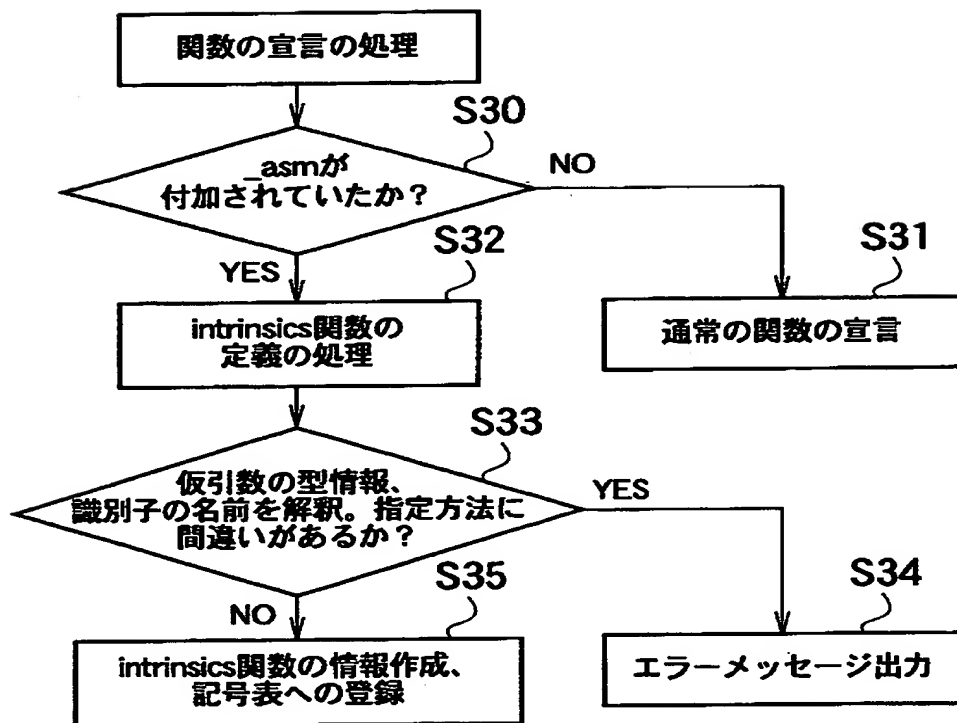 関数の宣言の処理
S30
_asmが
付加されていたか？
NO
YES
S32
S31
intrinsics関数の
定義の処理
通常の関数の宣言
S33
仮引数の型情報、
識別子の名前を解釈。指定方法に
間違いがあるか？
YES
NO
S35
S34
intrinsics関数の情報作成、
記号表への登録
エラーメッセージ出力